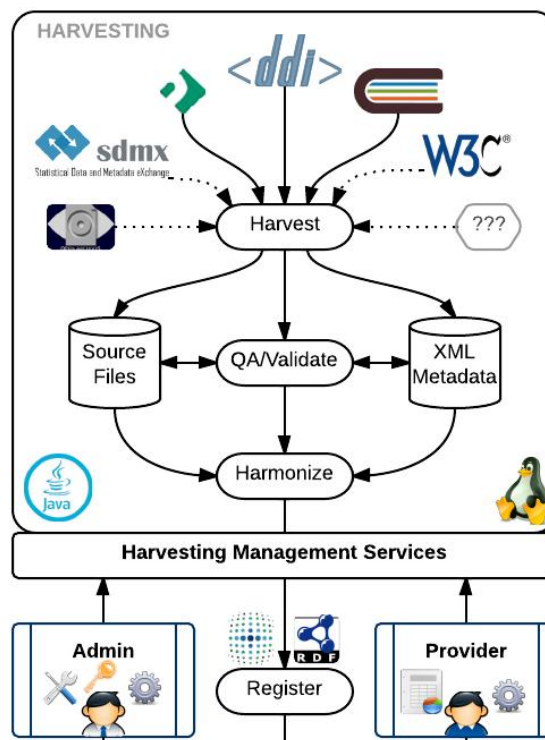 HARVESTING
<ddi>
sdmx
Statistical Data and Metadata eXchange
W3C®
Harvest
???
Source
Files
QA/Validate
XML
Metadata
Harmonize
Java
Harvesting Management Services
Admin
RDF
Provider
Register